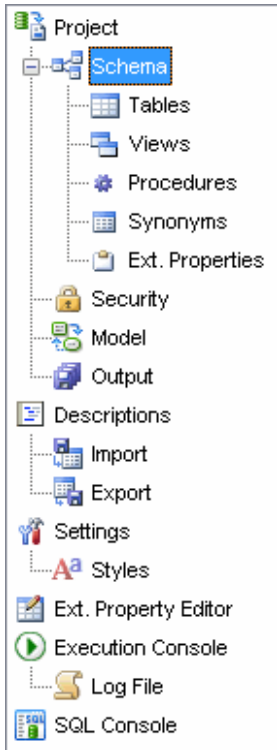 Project
Schema
Tables
Views
Procedures
Synonyms
Ext. Properties
Security
Model
Output
Descriptions
Import
Export
Settings
Styles
Ext. Property Editor
Execution Console
Log File
SQL Console